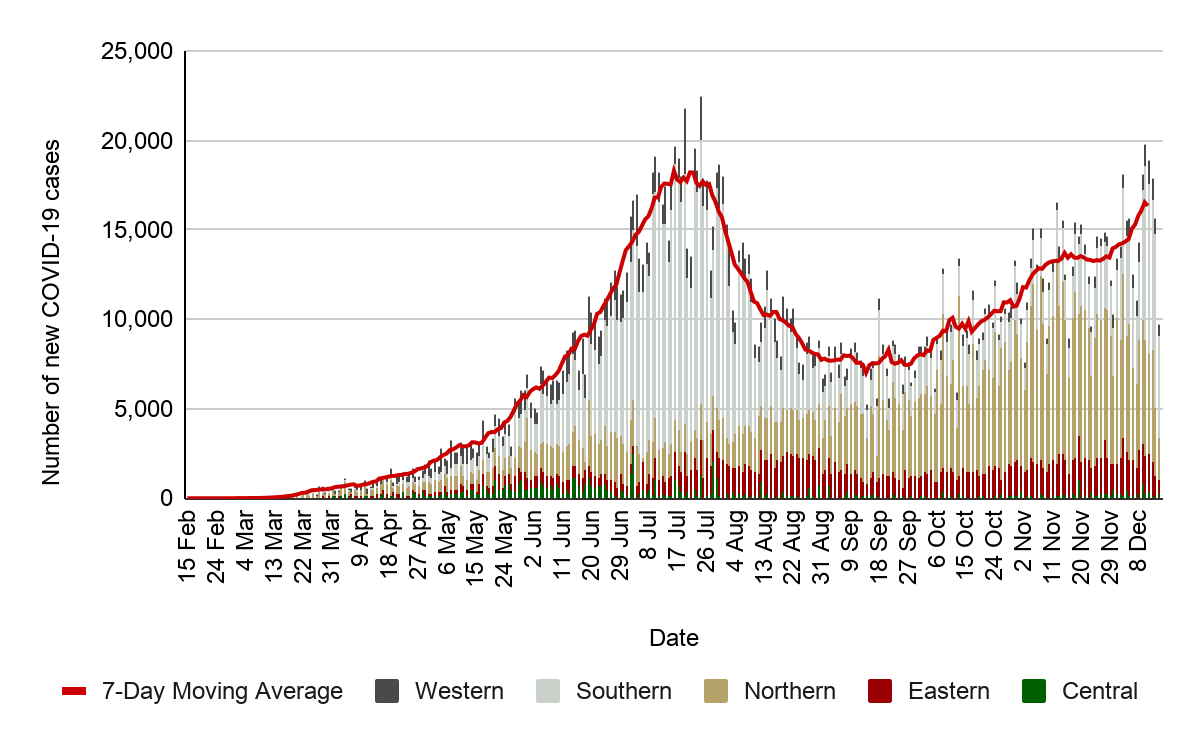 25,000
20,000
15,000
10,000
5,000
0
Number of new COVID-19 cases
15 Feb
24 Feb
4 Mar
13 Mar
22 Mar
31 Mar
9 Apr
18 Apr
27 Apr
6 May
15 May
24 May
2 Jun
11 Jun
20 Jun
29 Jun
8 Jul
17 Jul
26 Jul
4 Aug
13 Aug
22 Aug
31 Aug
9 Sep
18 Sep
27 Sep
6 Oct
15 Oct
24 Oct
2 Nov
11 Nov
20 Nov
29 Nov
8 Dec
Date
7-Day Moving Average Western Southern Northern Eastern Central